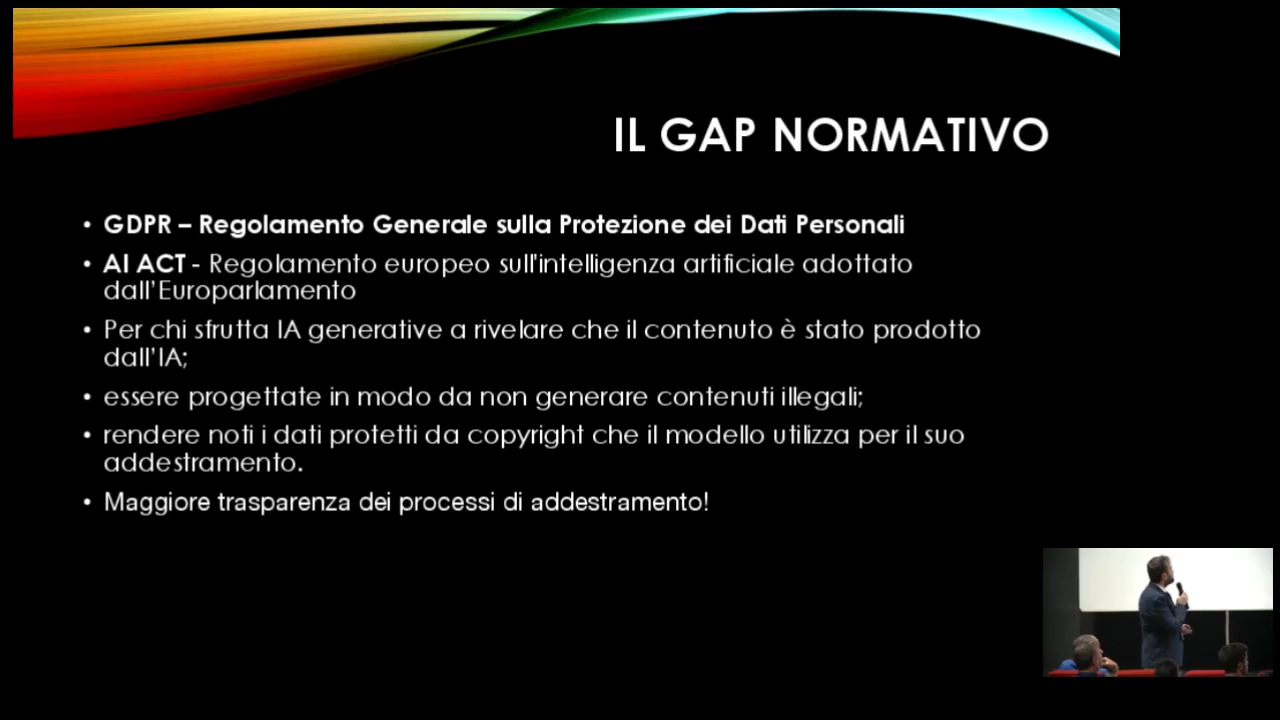 IL GAP NORMATIVO
• GDPR – Regolamento Generale sulla Protezione dei Dati Personali
• AI ACT - Regolamento europeo sull'intelligenza artificiale adottato
dall’Europarlamento
• Per chi sfrutta IA generative a rivelare che il contenuto è stato prodotto
dall’IA;
• essere progettate in modo da non generare contenuti illegali;
• rendere noti i dati protetti da copyright che il modello utilizza per il suo
addestramento.
• Maggiore trasparenza dei processi di addestramento!